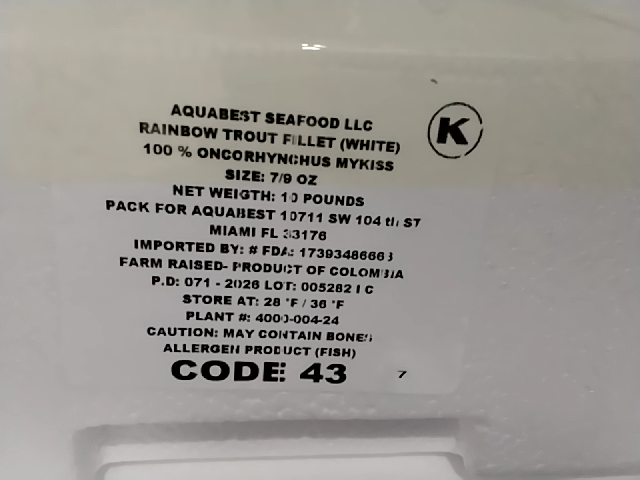 AQUABEST SEAFOOD LLC
K
RAINBOW TROUT FILLET (WHITE)
100 % ONCORHYNCHUS MYKISS
SIZE: 7/9 OZ
NET WEIGTH: 10 POUNDS
PACK FOR AQUABEST 10711 SW 104 th ST
MIAMI FL 33176
IMPORTED BY: # FDA:
FARM RAISED- PRODUCT OF COLOMBIA
P.D: 071 - 2026 LOT:
STORE AT: 28 °F / 36 °F
PLANT #: 4000-004-24
CAUTION: MAY CONTAIN BONES
ALLERGEN PRODUCT (FISH)
CODE: 43
7